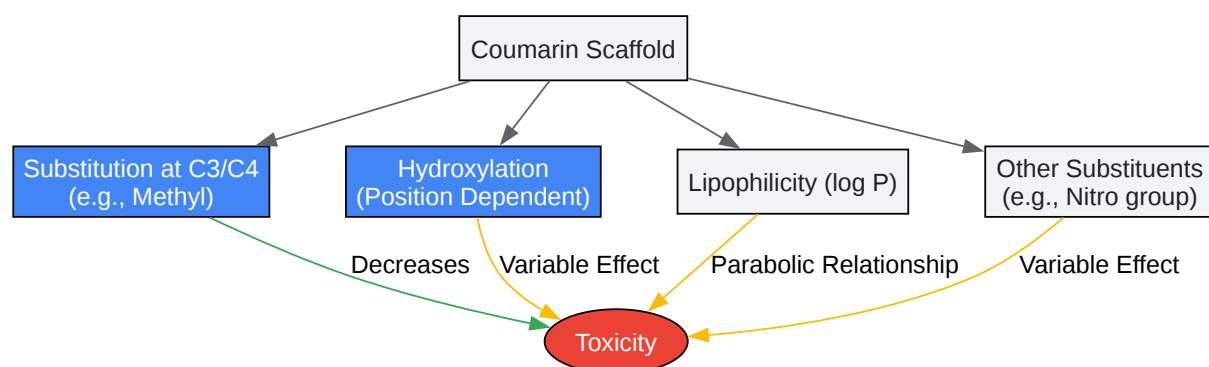 Coumarin Scaffold
Substitution at C3/C4
(e.g., Methyl)
Hydroxylation
(Position Dependent)
Lipophilicity (log P)
Other Substituents
(e.g., Nitro group)
Decreases
Variable Effect
Parabolic Relationship
Variable Effect
Toxicity